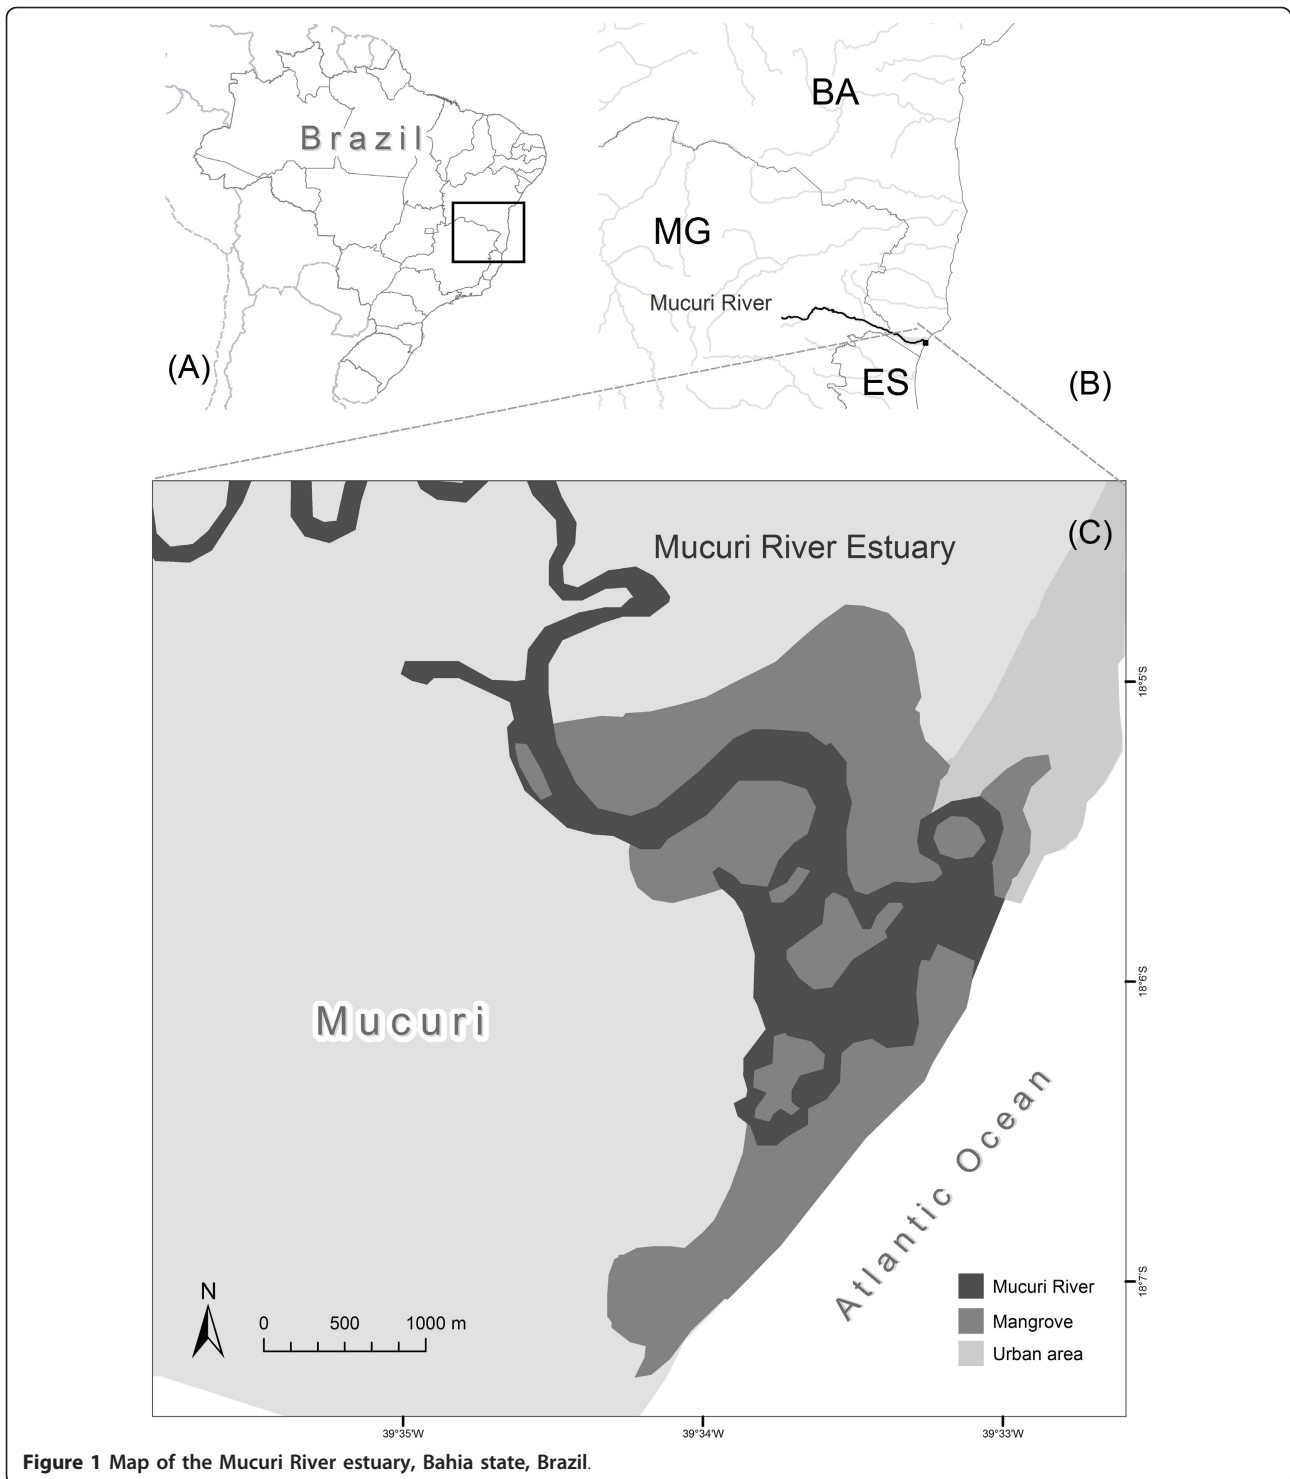 Brazil
(A)
BA
MG
Mucuri River
ES
(B)
(C)
Mucuri River Estuary
18°5'S
18°6'S
Mucuri
Atlantic Ocean
N
0 500 1000 m
Mucuri River
Mangrove
Urban area
18°7'S
39°35'W 39°34'W 39°33'W
Figure 1 Map of the Mucuri River estuary, Bahia state, Brazil.